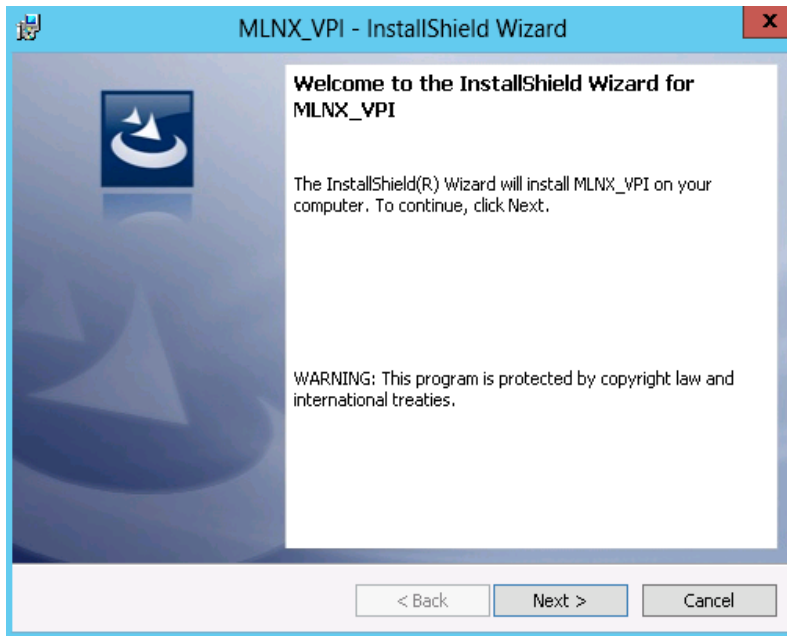 MLNX_VPI - InstallShield Wizard
x
Welcome to the InstallShield Wizard for
MLNX_VPI
The InstallShield(R) Wizard will install MLNX_VPI on your
computer. To continue, click Next.
WARNING: This program is protected by copyright law and
international treaties.
< Back
Next >
Cancel